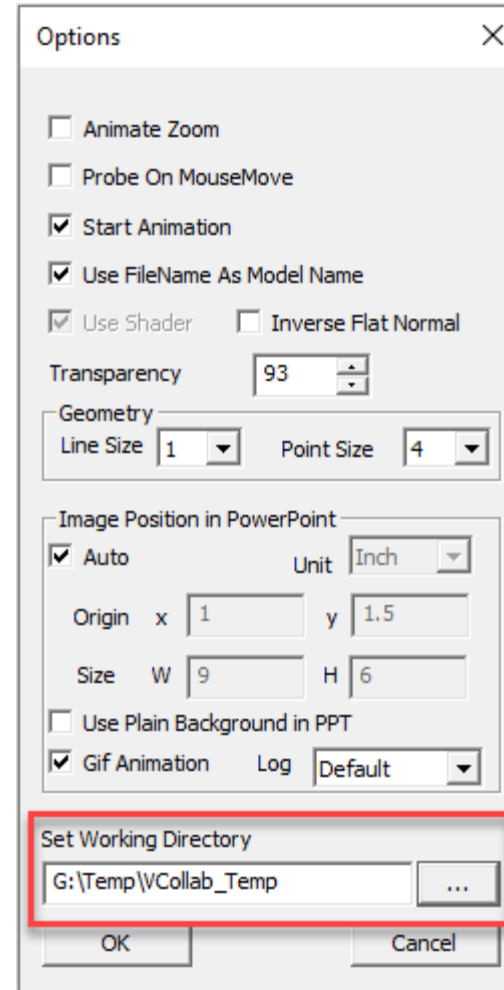 Options
Animate Zoom
Probe On MouseMove
Start Animation
Use FileName As Model Name
Use Shader Inverse Flat Normal
Transparency 93
Geometry
Line Size 1 Point Size 4
Image Position in PowerPoint
Auto Unit Inch
Origin x 1 y 1.5
Size W 9 H 6
Use Plain Background in PPT
Gif Animation Log Default
Set Working Directory
G:\Temp\VCollab_Temp ...
OK Cancel